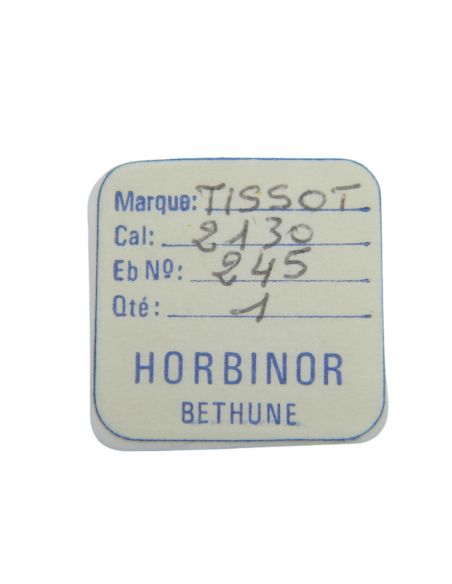 Marque: TISSOT
Cal: 2130
Eb Nº: 245
Qté: 1
HORBINOR
BETHUNE